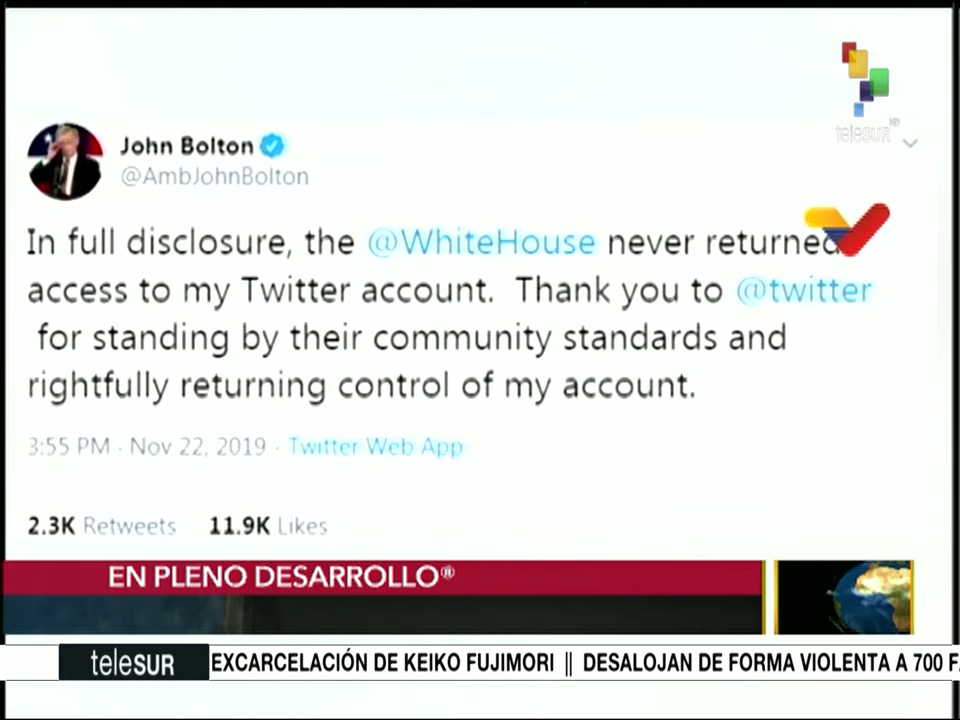 teleSUR HD
John Bolton
@AmbJohnBolton
In full disclosure, the @WhiteHouse never returned
access to my Twitter account. Thank you to @twitter
for standing by their community standards and
rightfully returning control of my account.
3:55 PM · Nov 22, 2019 · Twitter Web App
2.3K Retweets 11.9K Likes
EN PLENO DESARROLLO®
teleSUR EXCARCELACIÓN DE KEIKO FUJIMORI || DESALOJAN DE FORMA VIOLENTA A 700 F